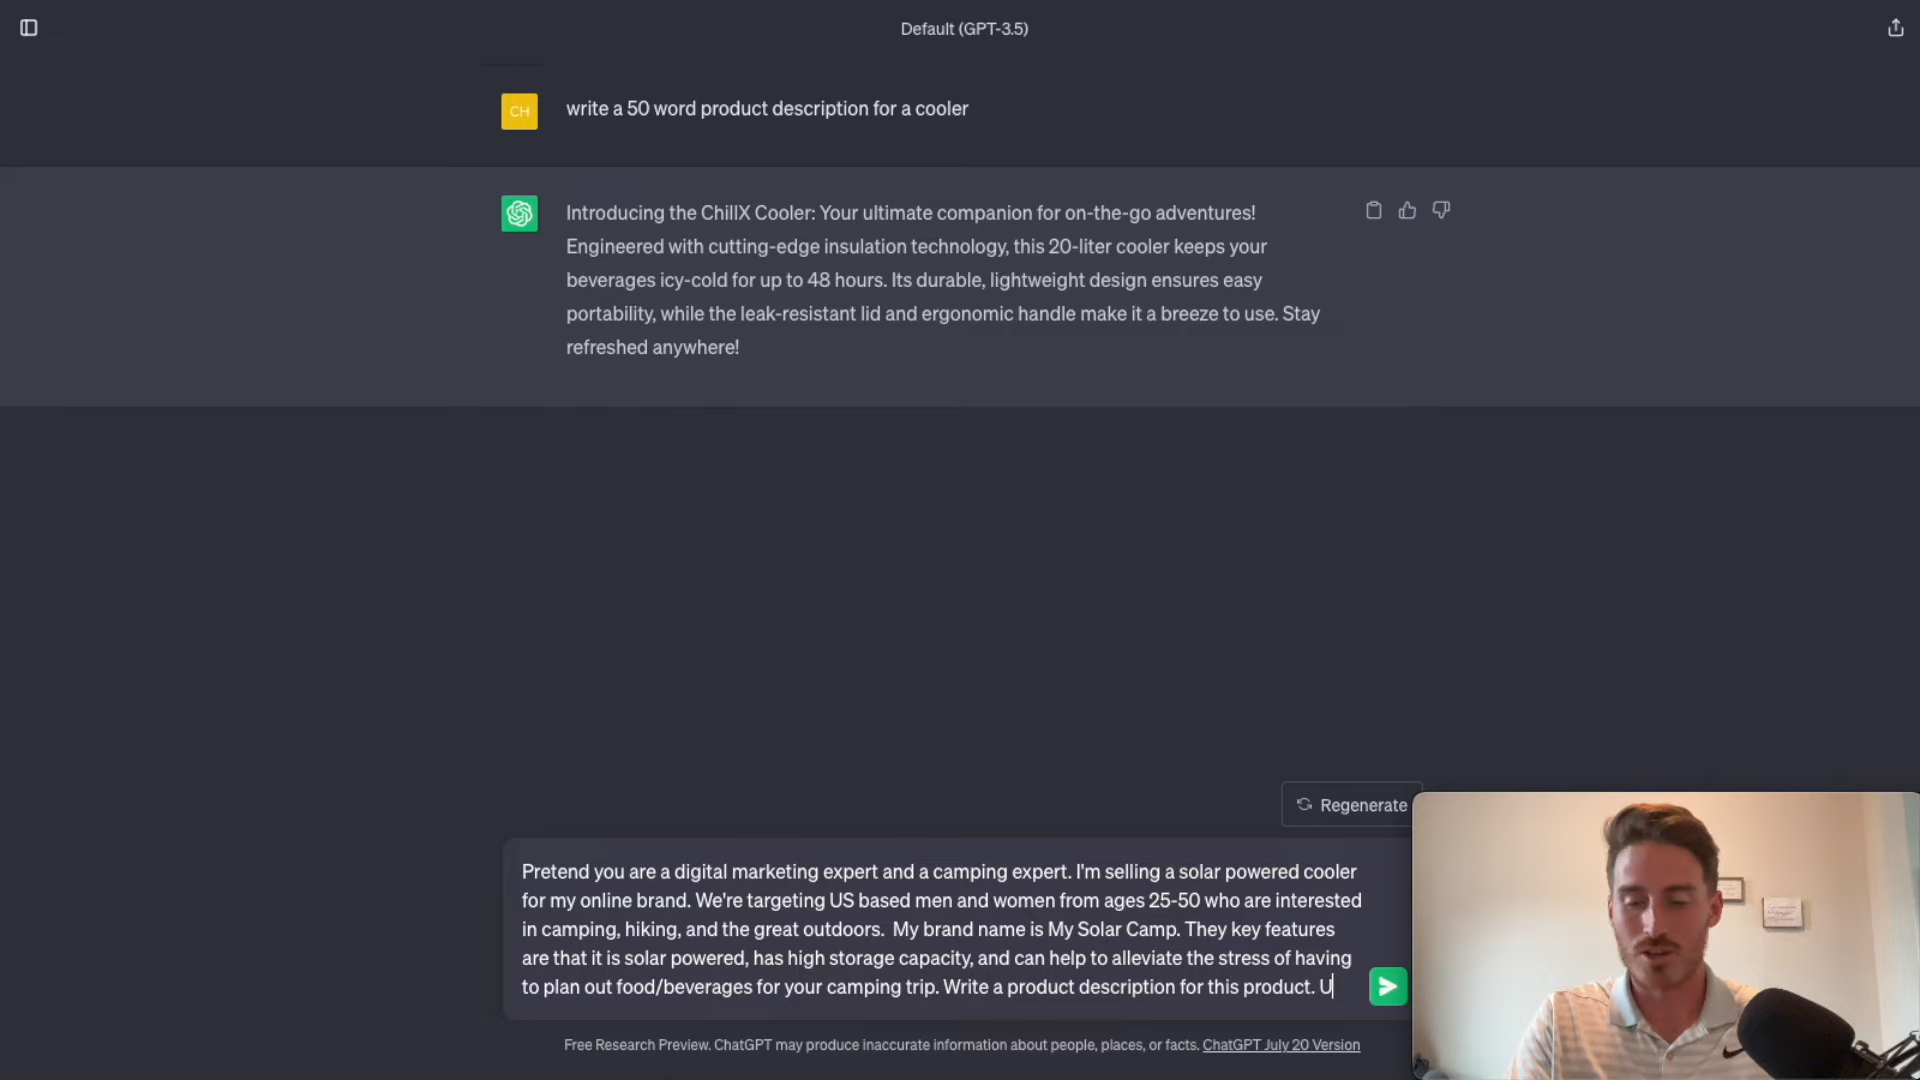 Default (GPT-3.5)
CH
write a 50 word product description for a cooler
Introducing the ChillX Cooler: Your ultimate companion for on-the-go adventures!
Engineered with cutting-edge insulation technology, this 20-liter cooler keeps your
beverages icy-cold for up to 48 hours. Its durable, lightweight design ensures easy
portability, while the leak-resistant lid and ergonomic handle make it a breeze to use. Stay
refreshed anywhere!
Regenerate
Pretend you are a digital marketing expert and a camping expert. I'm selling a solar powered cooler
for my online brand. We're targeting US based men and women from ages 25-50 who are interested
in camping, hiking, and the great outdoors.  My brand name is My Solar Camp. They key features
are that it is solar powered, has high storage capacity, and can help to alleviate the stress of having
to plan out food/beverages for your camping trip. Write a product description for this product. U
Free Research Preview. ChatGPT may produce inaccurate information about people, places, or facts. ChatGPT July 20 Version